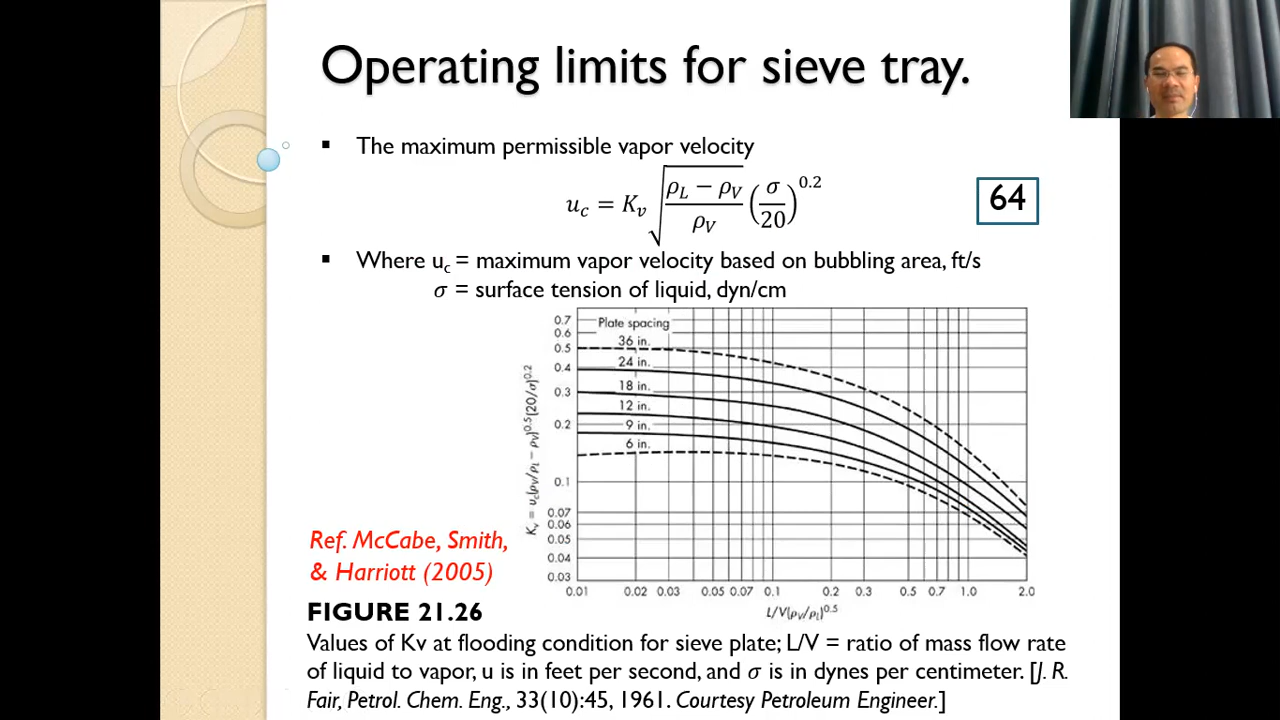 Operating limits for sieve tray.
▪ The maximum permissible vapor velocity
u_c = K_v √((ρ_L − ρ_V)/ρ_V) (σ/20)^0.2
64
▪ Where u_c = maximum vapor velocity based on bubbling area, ft/s
σ = surface tension of liquid, dyn/cm
Plate spacing
36 in.
24 in.
18 in.
12 in.
9 in.
6 in.
0.7
0.6
0.5
0.4
0.3
0.2
0.1
0.07
0.06
0.05
0.04
0.03
K_v = u_c(ρ_V/ρ_l − ρ_V)^0.5(20/σ)^0.2
0.01 0.02 0.03 0.05 0.07 0.1 0.2 0.3 0.5 0.7 1.0 2.0
L/V(ρ_V/ρ_l)^0.5
Ref. McCabe, Smith,
& Harriott (2005)
FIGURE 21.26
Values of Kv at flooding condition for sieve plate; L/V = ratio of mass flow rate
of liquid to vapor, u is in feet per second, and σ is in dynes per centimeter. [J. R.
Fair, Petrol. Chem. Eng., 33(10):45, 1961. Courtesy Petroleum Engineer.]